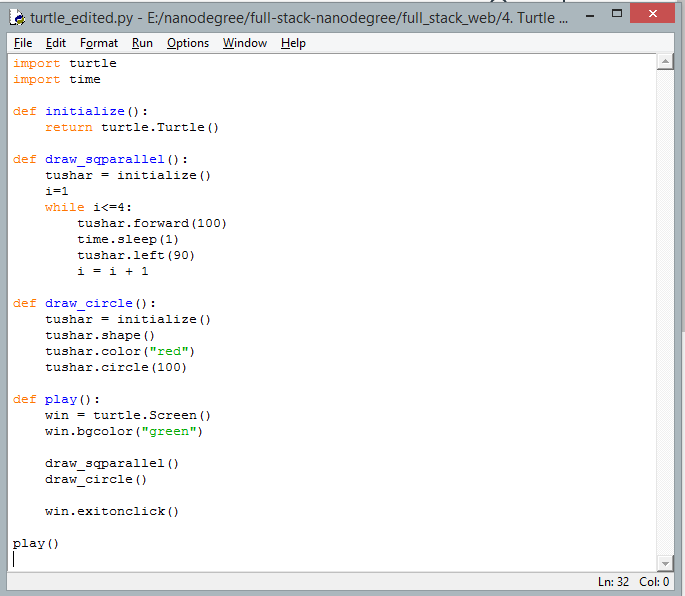 turtle_edited.py - E:/nanodegree/full-stack-nanodegree/full_stack_web/4. Turtle ...
File Edit Format Run Options Window Help
import turtle
import time

def initialize():
    return turtle.Turtle()

def draw_sqparallel():
    tushar = initialize()
    i=1
    while i<=4:
        tushar.forward(100)
        time.sleep(1)
        tushar.left(90)
        i = i + 1

def draw_circle():
    tushar = initialize()
    tushar.shape()
    tushar.color("red")
    tushar.circle(100)

def play():
    win = turtle.Screen()
    win.bgcolor("green")

    draw_sqparallel()
    draw_circle()

    win.exitonclick()

play()
Ln: 32 Col: 0